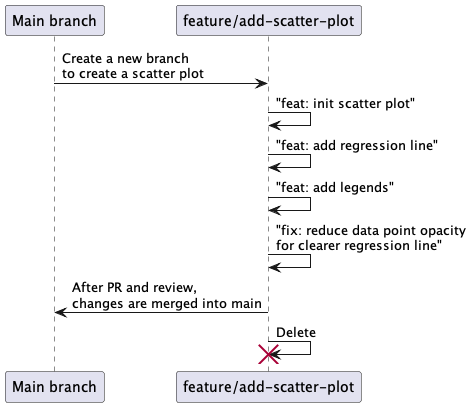 Main branch
feature/add-scatter-plot
Create a new branch
to create a scatter plot
"feat: init scatter plot"
"feat: add regression line"
"feat: add legends"
"fix: reduce data point opacity
for clearer regression line"
After PR and review,
changes are merged into main
Delete
Main branch
feature/add-scatter-plot